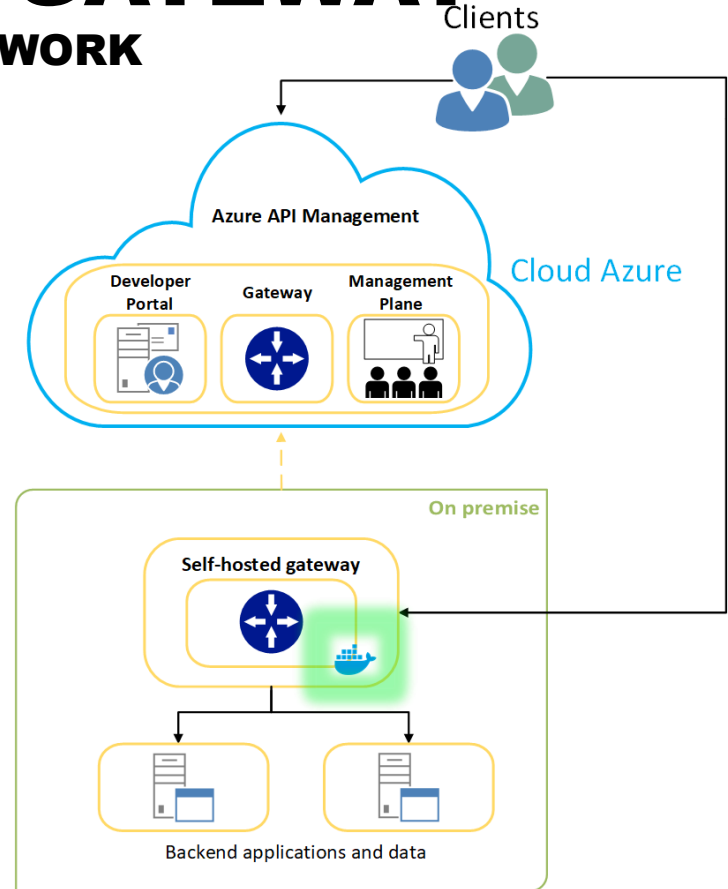 GATEWAY
WORK
Clients
Azure API Management
Cloud Azure
Developer
Portal
Gateway
Management
Plane
On premise
Self-hosted gateway
Backend applications and data